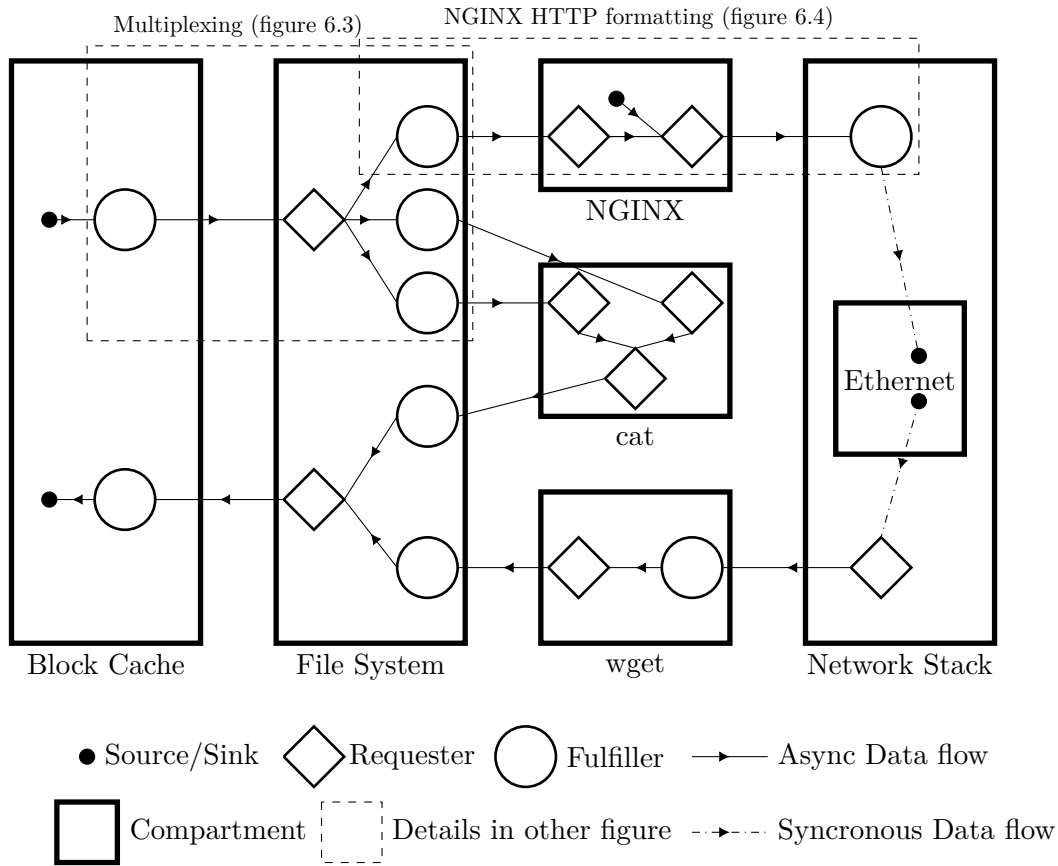 NGINX HTTP formatting (figure 6.4)
Multiplexing (figure 6.3)
NGINX
Ethernet
cat
Block Cache
File System
wget
Network Stack
Source/Sink
Requester
Fulfiller
Async Data flow
Compartment
Details in other figure
Syncronous Data flow